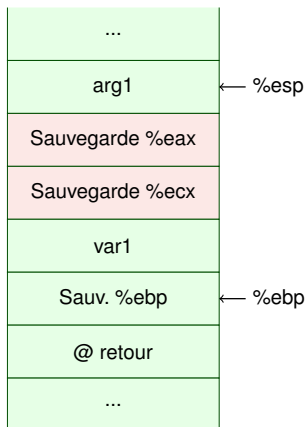 ...
arg1 ← %esp
Sauvegarde %eax
Sauvegarde %ecx
var1
Sauv. %ebp ← %ebp
@ retour
...